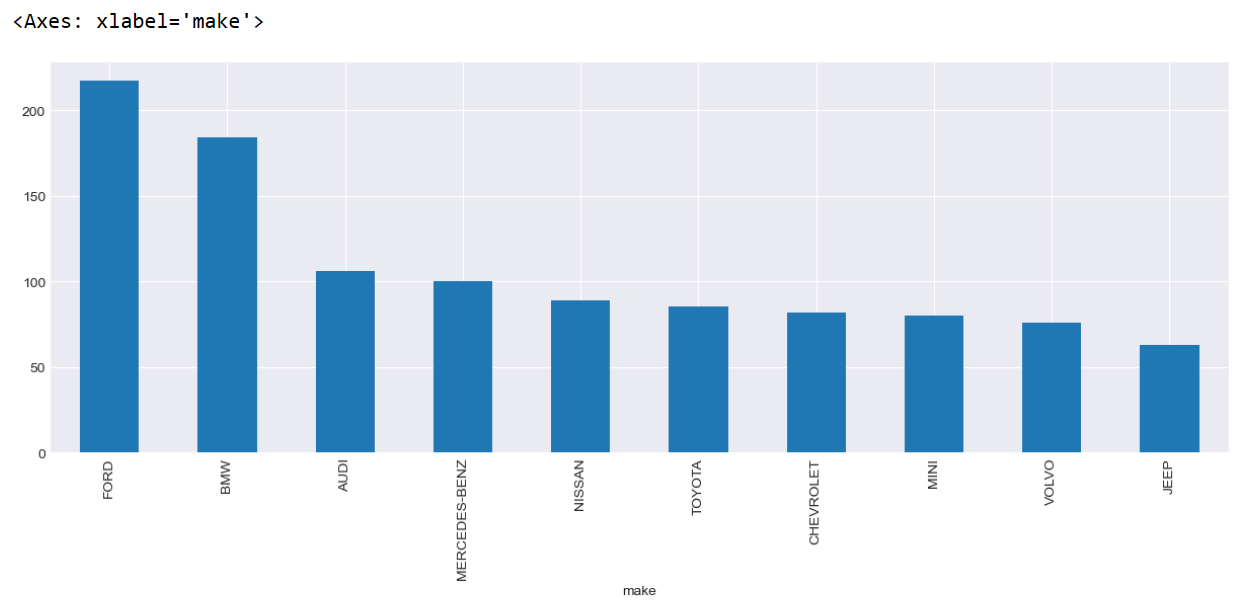 <Axes: xlabel='make'>
200
150
100
50
0
FORD
BMW
AUDI
MERCEDES-BENZ
NISSAN
TOYOTA
CHEVROLET
MINI
VOLVO
JEEP
make